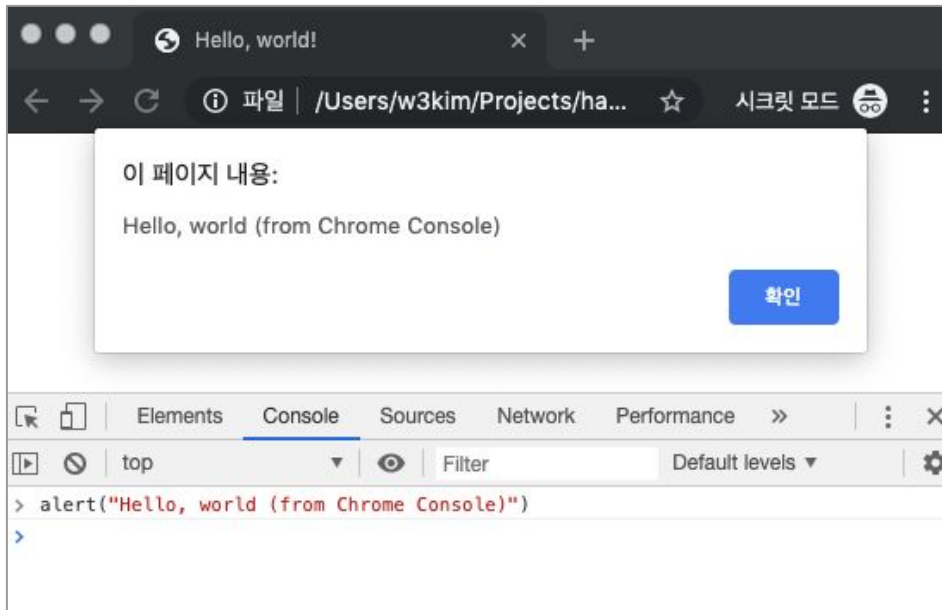 Hello, world!
파일 /Users/w3kim/Projects/ha... 시크릿 모드
이 페이지 내용:
Hello, world (from Chrome Console)
확인
Elements Console Sources Network Performance »
top Filter Default levels
> alert("Hello, world (from Chrome Console)")
>